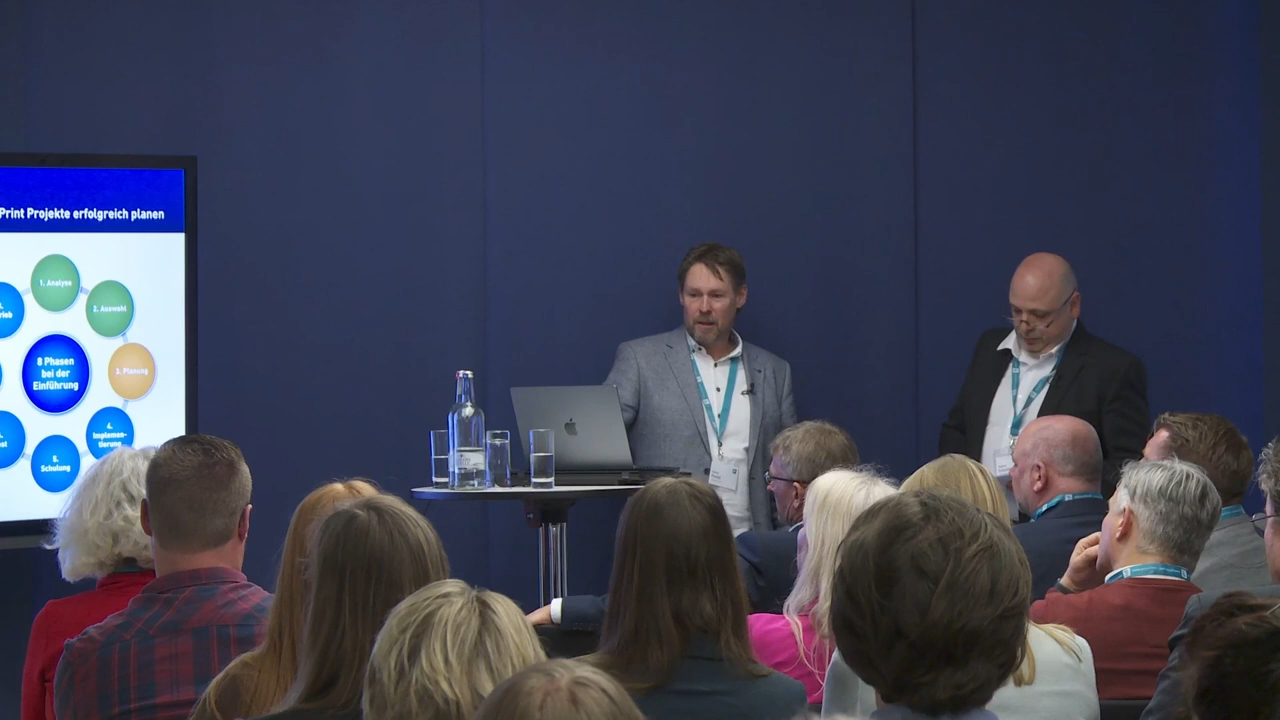 Print Projekte erfolgreich planen
1. Analyse
2. Auswahl
3. Planung
8 Phasen
bei der
Einführung
4.
Implemen-
tierung
5.
Schulung